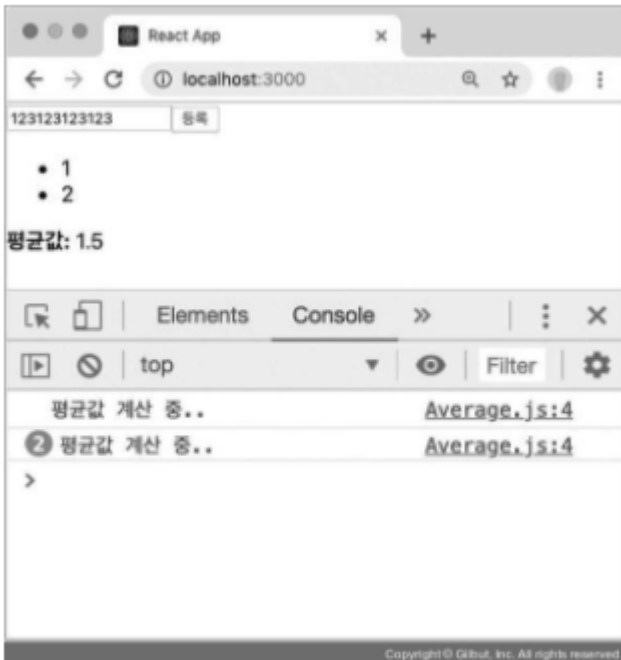 React App
localhost:3000
123123123123 등록
1
2
평균값: 1.5
Elements Console
top Filter
평균값 계산 중.. Average.js:4
2 평균값 계산 중.. Average.js:4
Copyright © Gilbut, Inc. All rights reserved